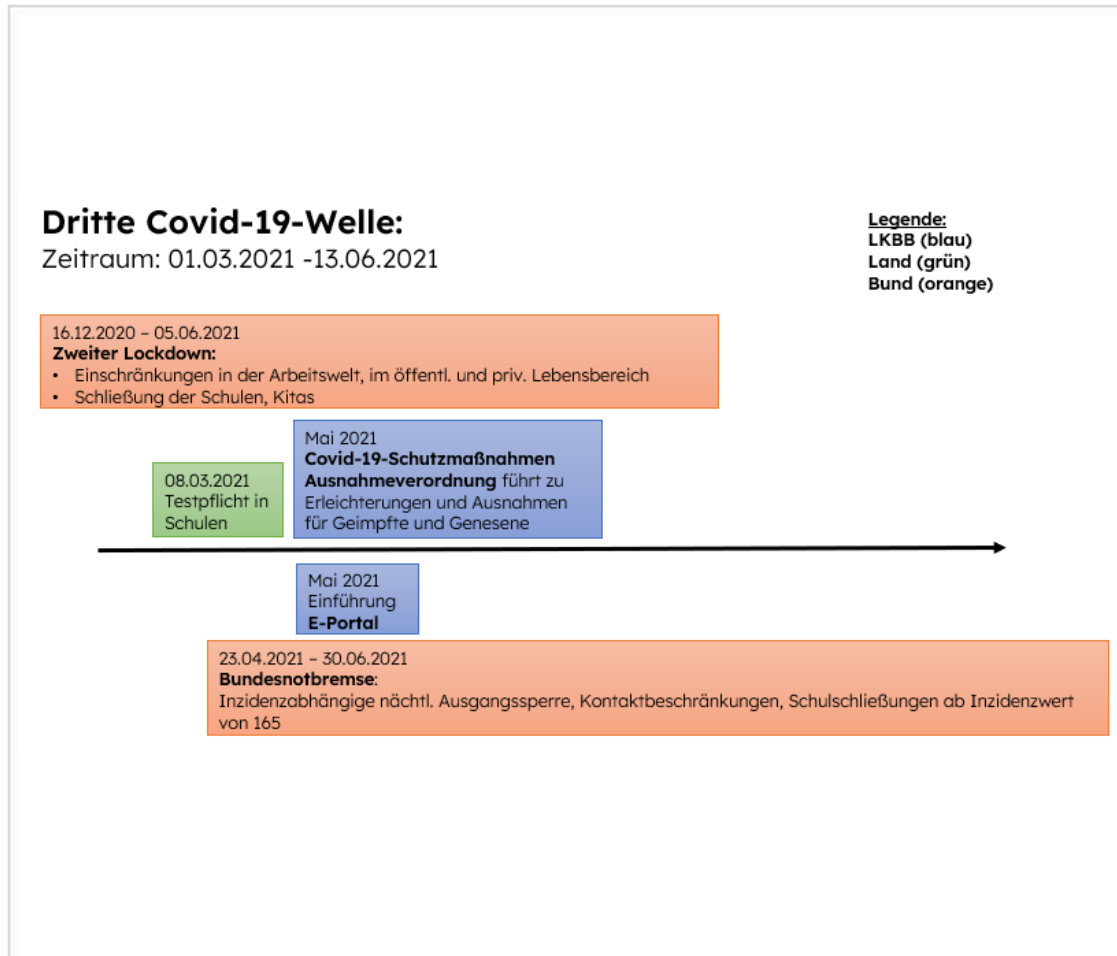 Dritte Covid-19-Welle:
Zeitraum: 01.03.2021 -13.06.2021
Legende:
LKBB (blau)
Land (grün)
Bund (orange)
16.12.2020 – 05.06.2021
Zweiter Lockdown:
• Einschränkungen in der Arbeitswelt, im öffentl. und priv. Lebensbereich
• Schließung der Schulen, Kitas
08.03.2021
Testpflicht in
Schulen
Mai 2021
Covid-19-Schutzmaßnahmen
Ausnahmeverordnung führt zu
Erleichterungen und Ausnahmen
für Geimpfte und Genesene
Mai 2021
Einführung
E-Portal
23.04.2021 – 30.06.2021
Bundesnotbremse:
Inzidenzabhängige nächtl. Ausgangssperre, Kontaktbeschränkungen, Schulschließungen ab Inzidenzwert
von 165